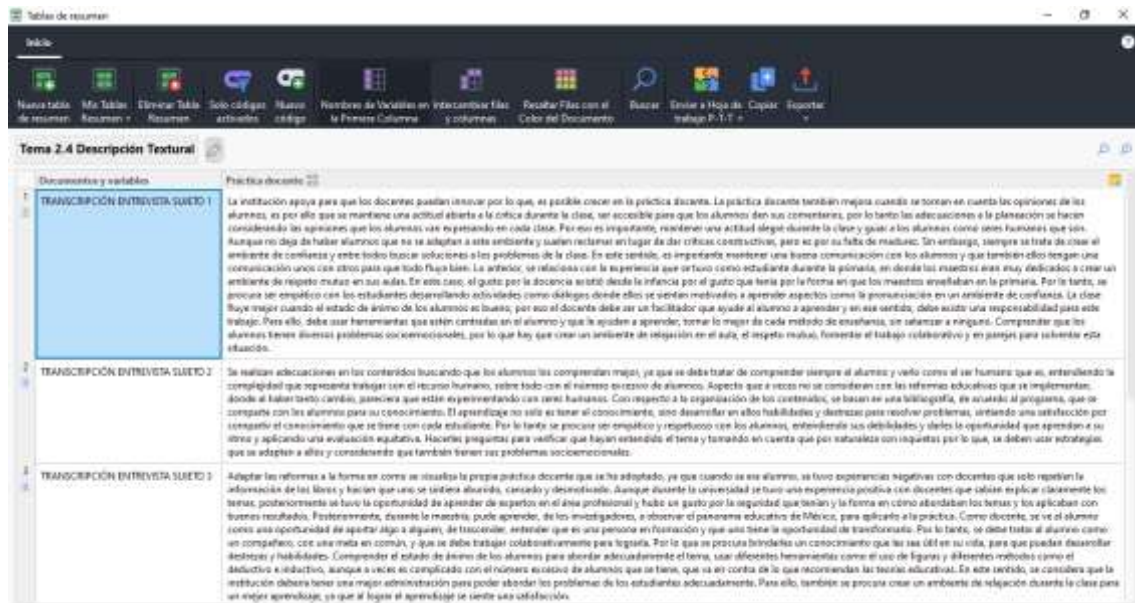 Tablas de resumen
Inicio
Nueva tabla de resumen
Mis Tablas Resumen
Eliminar Tabla Resumen
Solo códigos activados
Nuevo código
Nombres de Variables en la Primera Columna
Intercambiar filas y columnas
Resaltar Filas con el Color del Documento
Buscar
Enviar a Hoja de trabajo P-T-T
Copiar
Exportar
Tema 2.4 Descripción Textural
Documentos y variables
Práctica docente
1
TRANSCRIPCIÓN ENTREVISTA SUJETO 1
La institución apoya para que los docentes puedan innovar por lo que, es posible crecer en la práctica docente. La práctica docente también mejora cuando se toman en cuenta las opiniones de los
alumnos, es por ello que se mantiene una actitud abierta a la crítica durante la clase, ser accesible para que los alumnos den sus comentarios, por lo tanto las adecuaciones a la planeación se hacen
considerando las opiniones que los alumnos van expresando en cada clase. Por eso es importante, mantener una actitud alegre durante la clase y guiar a los alumnos como seres humanos que son.
Aunque no deja de haber alumnos que no se adaptan a este ambiente y suelen reclamar en lugar de dar críticas constructivas, pero es por su falta de madurez. Sin embargo, siempre se trata de crear el
ambiente de confianza y entre todos buscar soluciones a los problemas de la clase. En este sentido, es importante mantener una buena comunicación con los alumnos y que también ellos tengan una
comunicación unos con otros para que todo fluya bien. Lo anterior, se relaciona con la experiencia que se tuvo como estudiante durante la primaria, en donde los maestros eran muy dedicados a crear un
ambiente de respeto mutuo en sus aulas. En este caso, el gusto por la docencia existió desde la infancia por el gusto que tenía por la forma en que los maestros enseñaban en la primaria. Por lo tanto, se
procura ser empático con los estudiantes desarrollando actividades como diálogos donde ellos se sientan motivados a aprender aspectos como la pronunciación en un ambiente de confianza. La clase
fluye mejor cuando el estado de ánimo de los alumnos es bueno, por eso el docente debe ser un facilitador que ayude al alumno a aprender y en ese sentido, debe existir una responsabilidad para este
trabajo. Para ello, debe usar herramientas que estén centradas en el alumno y que le ayuden a aprender, tomar lo mejor de cada método de enseñanza, sin satanizar a ninguno. Comprender que los
alumnos tienen diversos problemas socioemocionales, por lo que hay que crear un ambiente de relajación en el aula, el respeto mutuo, fomentar el trabajo colaborativo y en parejas para solventar esta
situación.
2
TRANSCRIPCIÓN ENTREVISTA SUJETO 2
Se realizan adecuaciones en los contenidos buscando que los alumnos los comprendan mejor, ya que se debe tratar de comprender siempre al alumno y verlo como el ser humano que es, entendiendo la
complejidad que representa trabajar con el recurso humano, sobre todo con el número excesivo de alumnos. Aspecto que a veces no se consideran con las reformas educativas que se implementan,
donde al haber tanto cambio, pareciera que están experimentando con seres humanos. Con respecto a la organización de los contenidos, se basan en una bibliografía, de acuerdo al programa, que se
comparte con los alumnos para su conocimiento. El aprendizaje no solo es tener el conocimiento, sino desarrollar en ellos habilidades y destrezas para resolver problemas, sintiendo una satisfacción por
compartir el conocimiento que se tiene con cada estudiante. Por lo tanto se procura ser empático y respetuoso con los alumnos, entendiendo sus debilidades y darles la oportunidad que aprendan a su
ritmo y aplicando una evaluación equitativa. Hacerles preguntas para verificar que hayan entendido el tema y tomando en cuenta que por naturaleza son inquietos por lo que, se deben usar estrategias
que se adapten a ellos y considerando que también tienen sus problemas socioemocionales.
3
TRANSCRIPCIÓN ENTREVISTA SUJETO 3
Adaptar las reformas a la forma en como se visualiza la propia práctica docente que se ha adoptado, ya que cuando se era alumno, se tuvo experiencias negativas con docentes que solo repetían la
información de los libros y hacían que uno se sintiera aburrido, cansado y desmotivado. Aunque durante la universidad se tuvo una experiencia positiva con docentes que sabían explicar claramente los
temas, posteriormente se tuvo la oportunidad de aprender de expertos en el área profesional y hubo un gusto por la seguridad que tenían y la forma en cómo dominaban los temas y los aplicaban con
buenos resultados. Posteriormente, durante la maestría, pude aprender, de los investigadores, a observar el panorama educativo de México, para aplicarlo a la práctica. Como docente, se ve al alumno
como una oportunidad de aportar algo a alguien, de trascender, entender que es una persona en formación y que uno tiene la oportunidad de transformarlo. Por lo tanto, se debe tratar al alumno como
un compañero, con una meta en común, y que se debe trabajar colaborativamente para lograrla. Por lo que se procura brindarles un conocimiento que les sea útil en su vida, para que puedan desarrollar
destrezas y habilidades. Comprender el estado de ánimo de los alumnos para abordar adecuadamente el tema, usar diferentes herramientas como el uso de figuras y diferentes métodos como el
deductivo e inductivo, aunque a veces es complicado con el número excesivo de alumnos que se tiene, que va en contra de lo que recomiendan las teorías educativas. En este sentido, se considera que la
institución debería tener una mejor administración para poder abordar los problemas de los estudiantes adecuadamente. Para ello, también se procura crear un ambiente de relajación durante la clase para
un mejor aprendizaje, ya que al lograr el aprendizaje se siente una satisfacción.